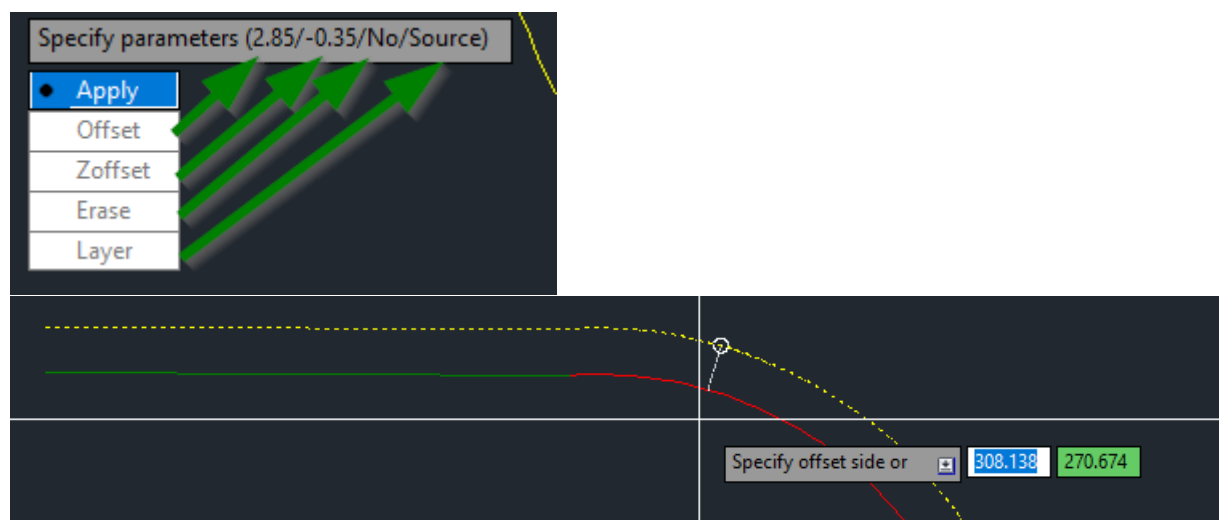 Specify parameters (2.85/-0.35/No/Source)
Apply
Offset
Zoffset
Erase
Layer
Specify offset side or 308.138 270.674